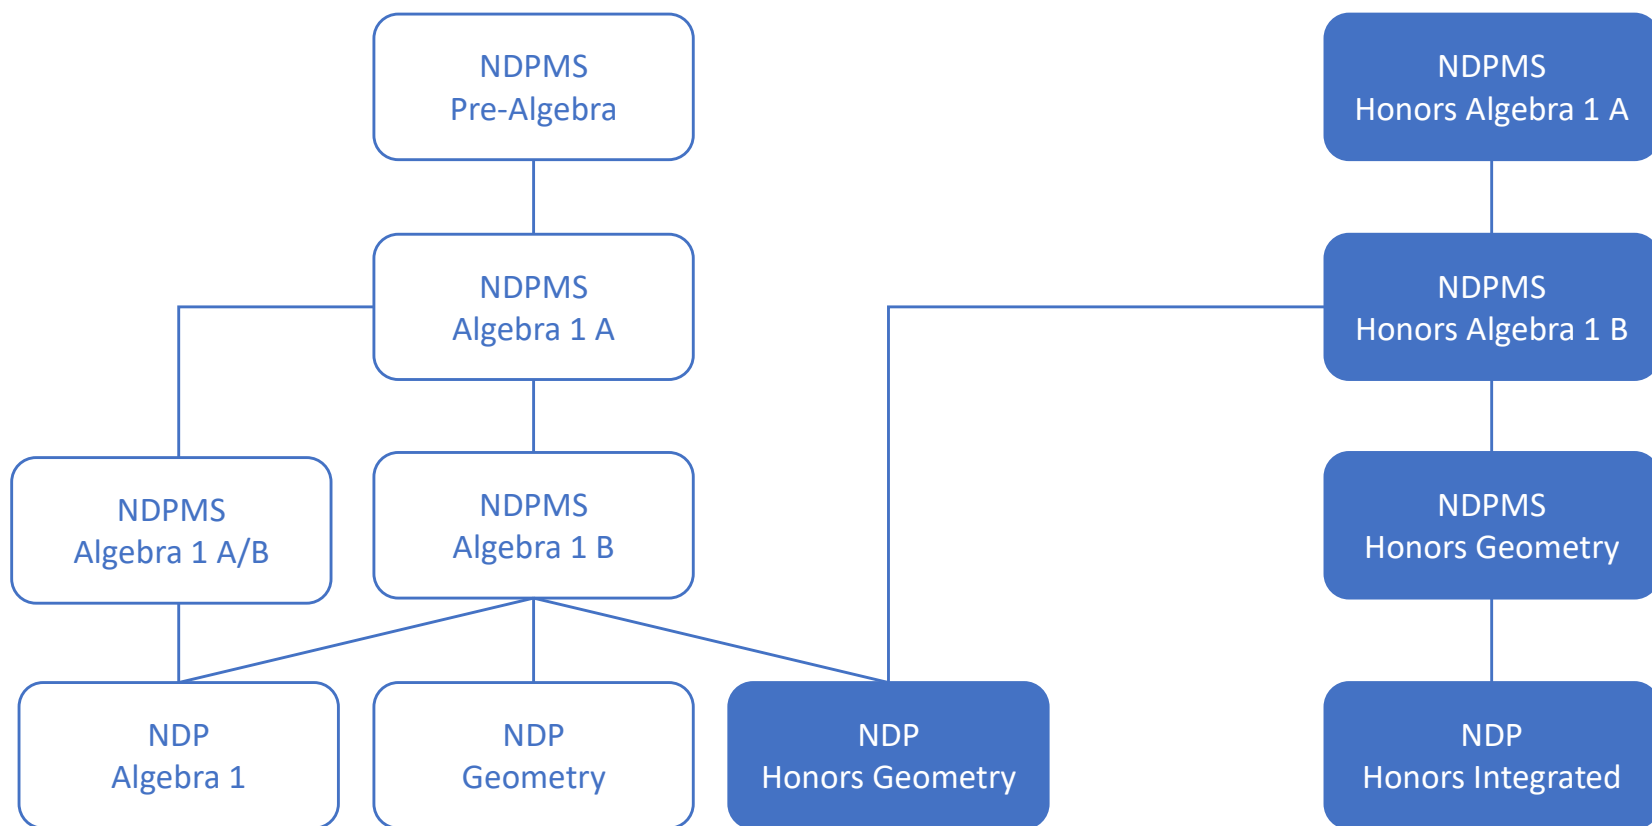 NDPMS
Pre-Algebra
NDPMS
Honors Algebra 1 A
NDPMS
Algebra 1 A
NDPMS
Honors Algebra 1 B
NDPMS
Algebra 1 A/B
NDPMS
Algebra 1 B
NDPMS
Honors Geometry
NDP
Algebra 1
NDP
Geometry
NDP
Honors Geometry
NDP
Honors Integrated